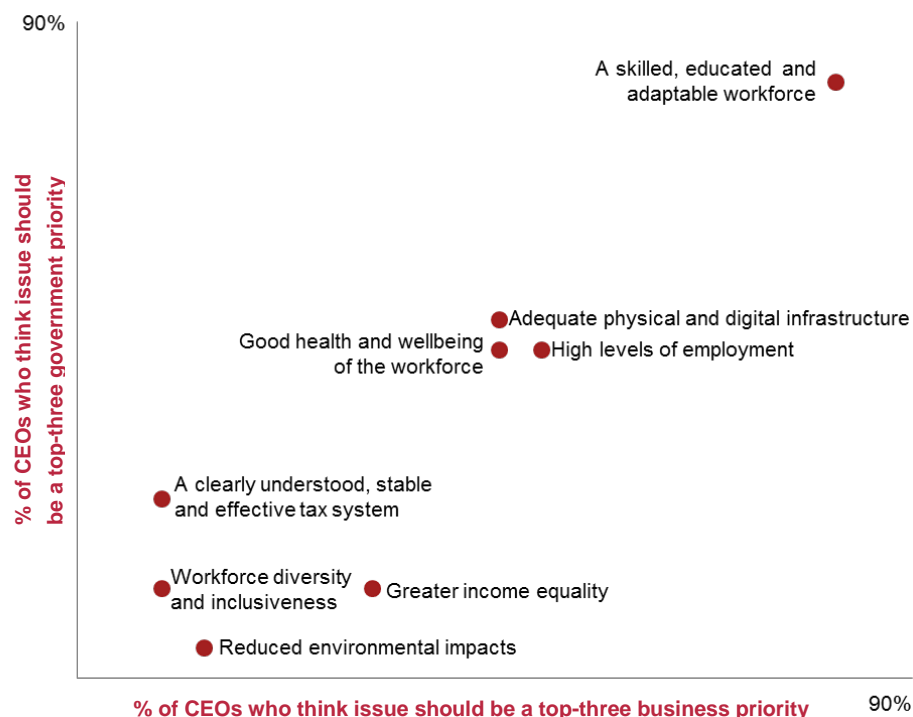 90%
A skilled, educated and
adaptable workforce
% of CEOs who think issue should
be a top-three government priority
Adequate physical and digital infrastructure
Good health and wellbeing
of the workforce
High levels of employment
A clearly understood, stable
and effective tax system
Workforce diversity
and inclusiveness
Greater income equality
Reduced environmental impacts
% of CEOs who think issue should be a top-three business priority
90%